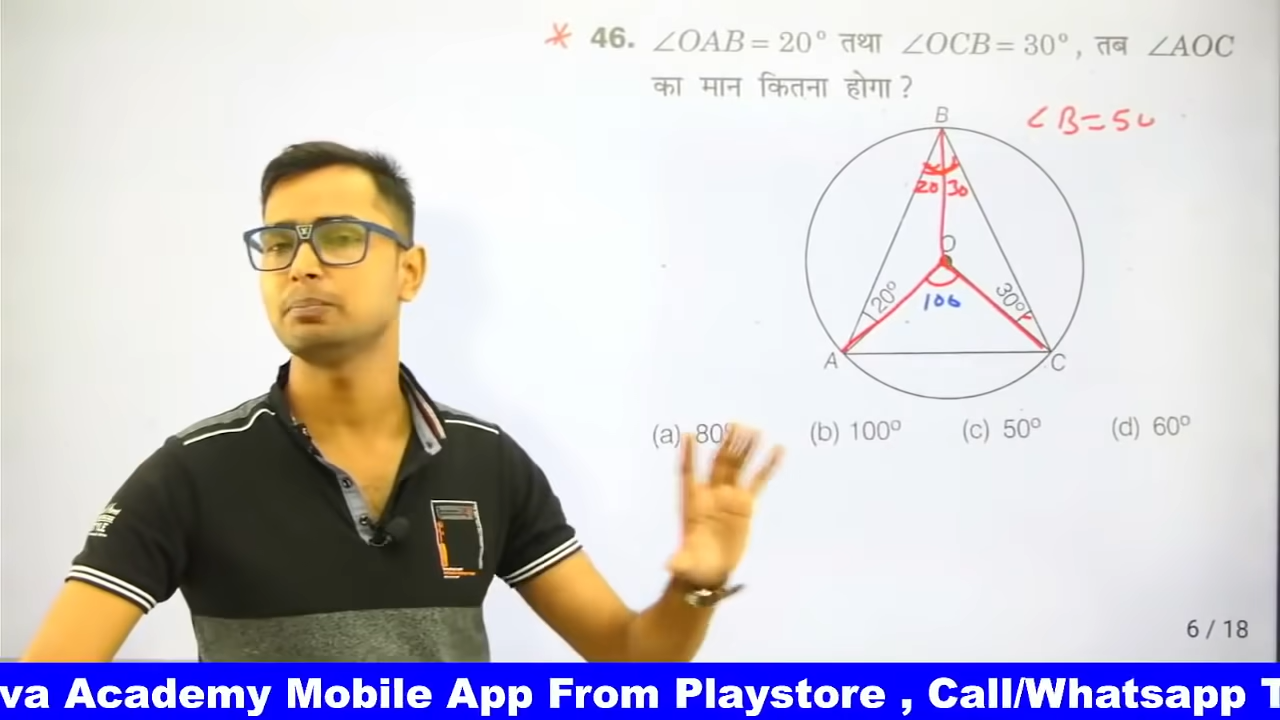 * 46. ∠OAB = 20° तथा ∠OCB = 30°, तब ∠AOC
का मान कितना होगा ?
B
∠B=50
20 30
O
20°
100
30°
A
C
(a) 80° (b) 100° (c) 50° (d) 60°
6 / 18
va Academy Mobile App From Playstore , Call/Whatsapp T